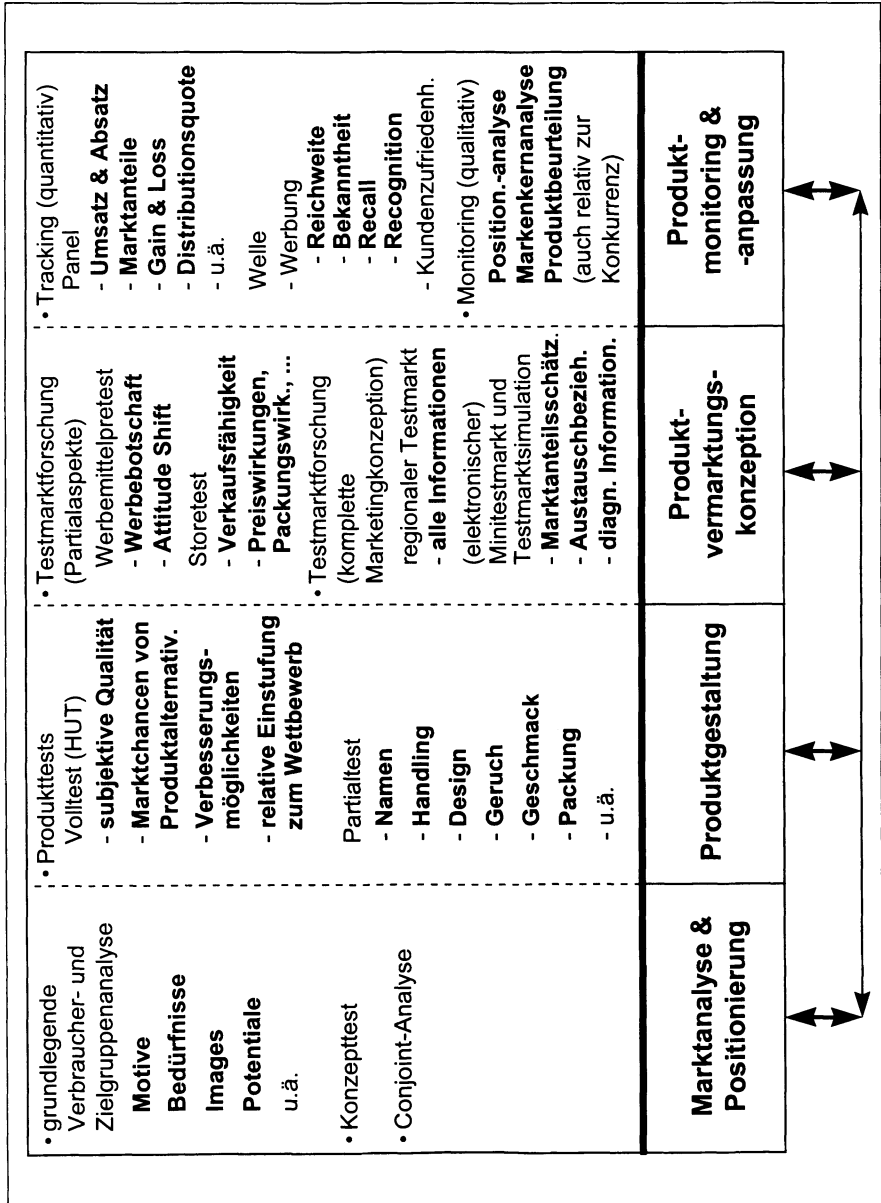 • grundlegende
Verbraucher- und
Zielgruppenanalyse
Motive
Bedürfnisse
Images
Potentiale
u.ä.
• Konzepttest
• Conjoint-Analyse
Marktanalyse &
Positionierung
• Produkttests
Volltest (HUT)
- subjektive Qualität
- Marktchancen von
Produktalternativ.
- Verbesserungs-
möglichkeiten
- relative Einstufung
zum Wettbewerb
Partialtest
- Namen
- Handling
- Design
- Geruch
- Geschmack
- Packung
- u.ä.
Produktgestaltung
• Testmarktforschung
(Partialaspekte)
Werbemittelpretest
- Werbebotschaft
- Attitude Shift
Storetest
- Verkaufsfähigkeit
- Preiswirkungen,
Packungswirk., ...
• Testmarktforschung
(komplette
Marketingkonzeption)
regionaler Testmarkt
- alle Informationen
(elektronischer)
Minitestmarkt und
Testmarktsimulation
- Marktanteilsschätz.
- Austauschbezieh.
- diagn. Information.
Produkt-
vermarktungs-
konzeption
• Tracking (quantitativ)
Panel
- Umsatz & Absatz
- Marktanteile
- Gain & Loss
- Distributionsquote
- u.ä.
Welle
- Werbung
- Reichweite
- Bekanntheit
- Recall
- Recognition
- Kundenzufriedenh.
• Monitoring (qualitativ)
Position.-analyse
Markenkernanalyse
Produktbeurteilung
(auch relativ zur
Konkurrenz)
Produkt-
monitoring &
-anpassung